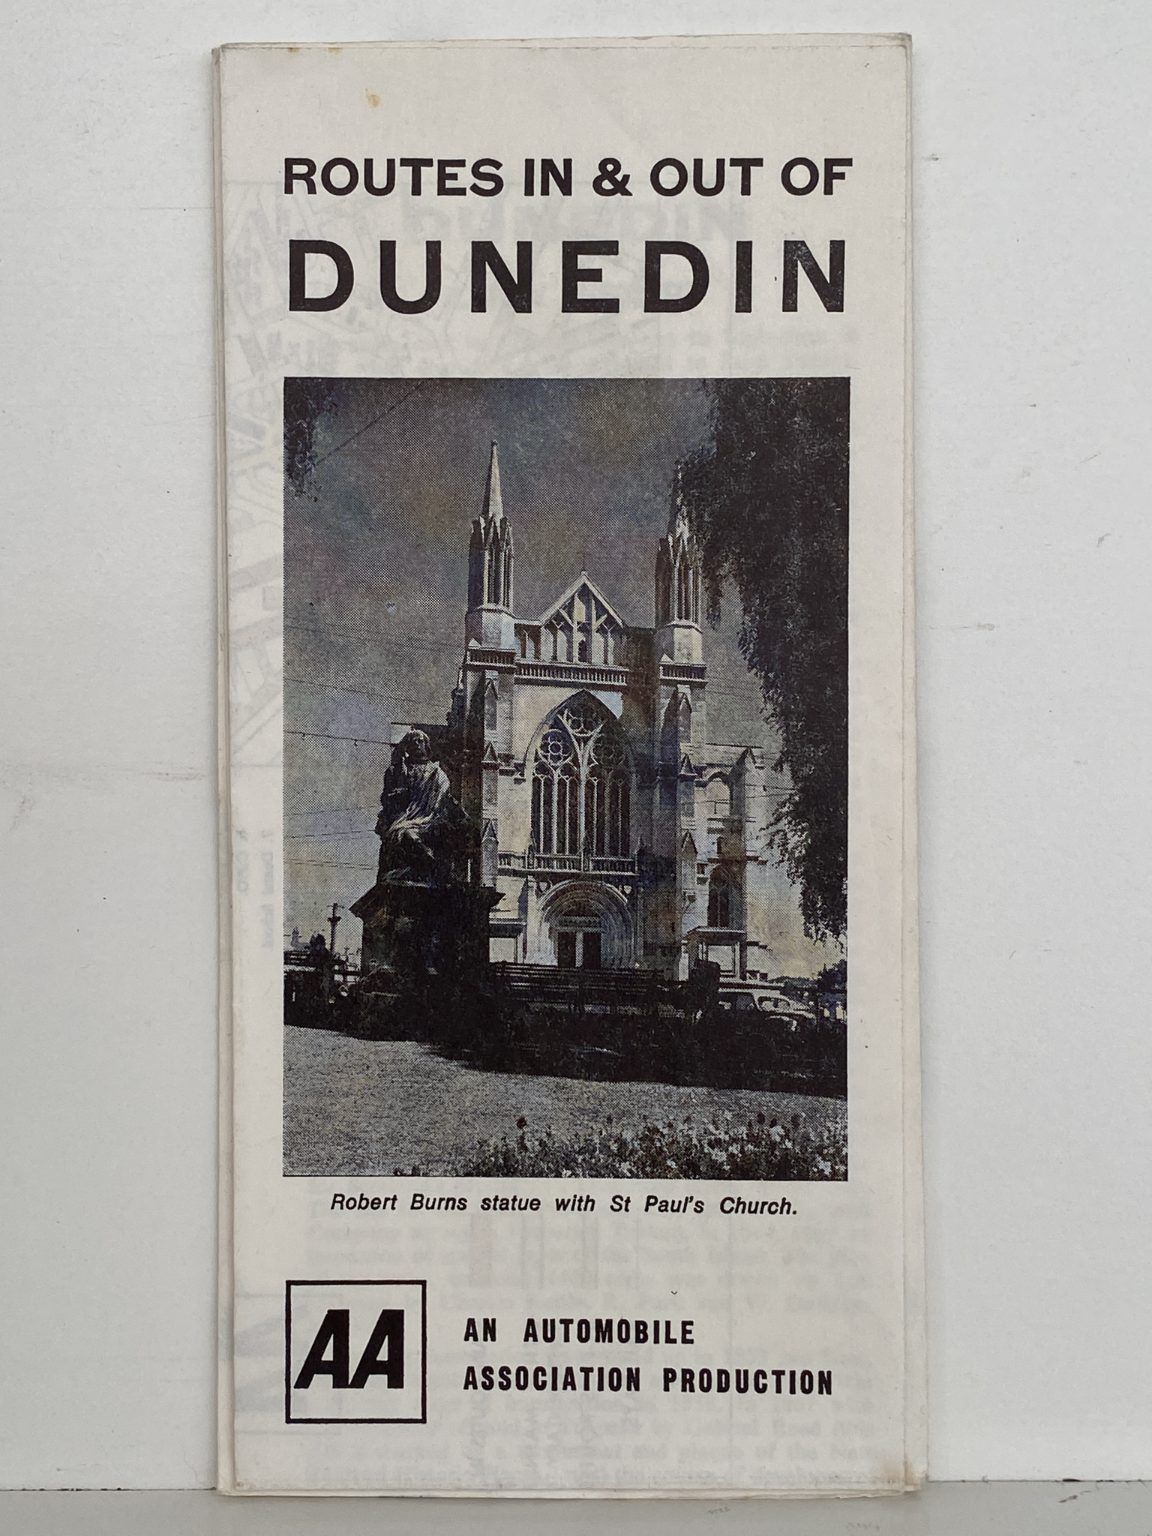 ROUTES IN & OUT OF
DUNEDIN
Robert Burns statue with St Paul's Church.
AA
AN AUTOMOBILE
ASSOCIATION PRODUCTION